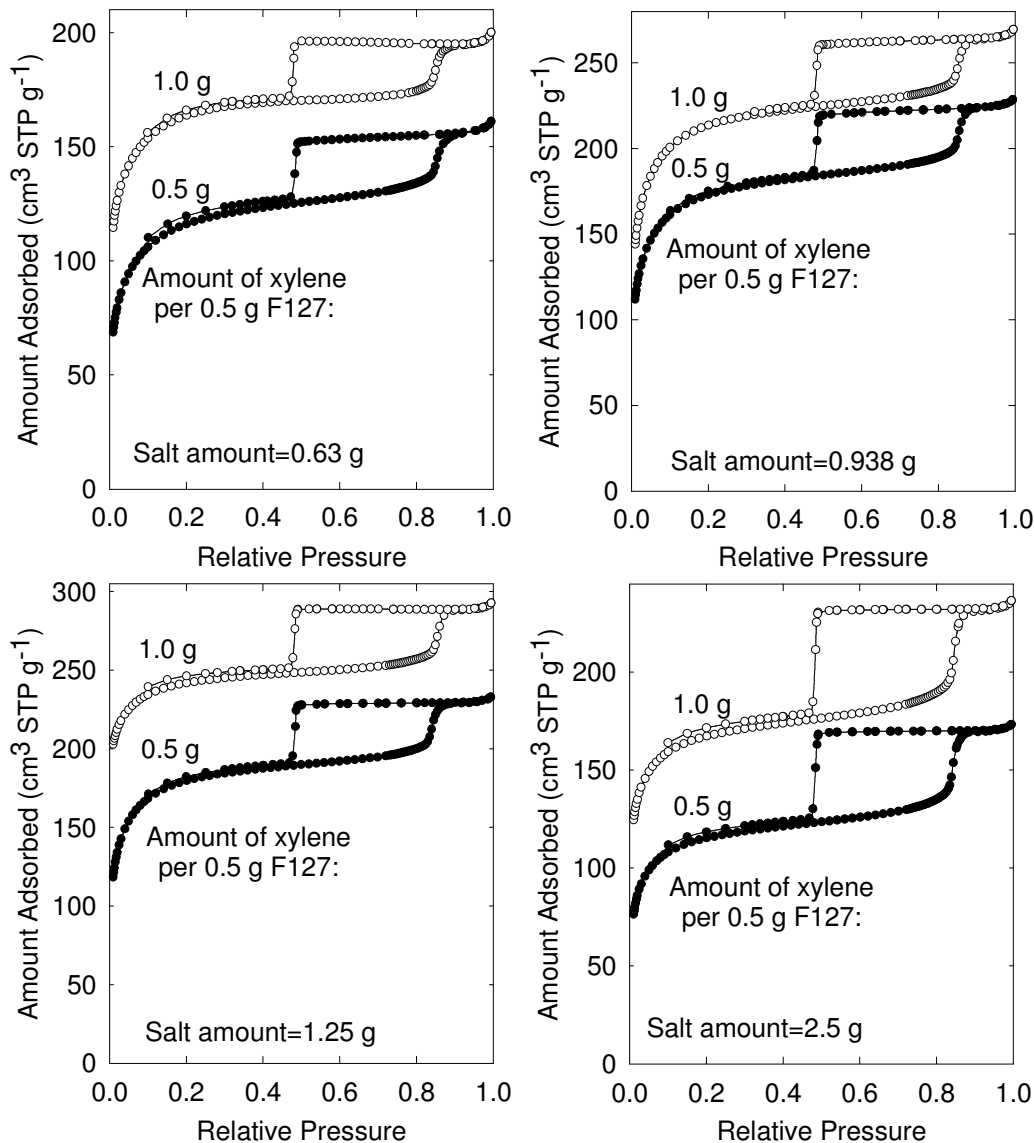 200
150
100
50
0
Amount Adsorbed (cm³ STP g⁻¹)
1.0 g
0.5 g
Amount of xylene
per 0.5 g F127:
Salt amount=0.63 g
0.0 0.2 0.4 0.6 0.8 1.0
Relative Pressure
250
200
150
100
50
0
Amount Adsorbed (cm³ STP g⁻¹)
1.0 g
0.5 g
Amount of xylene
per 0.5 g F127:
Salt amount=0.938 g
0.0 0.2 0.4 0.6 0.8 1.0
Relative Pressure
300
250
200
150
100
50
0
Amount Adsorbed (cm³ STP g⁻¹)
1.0 g
0.5 g
Amount of xylene
per 0.5 g F127:
Salt amount=1.25 g
0.0 0.2 0.4 0.6 0.8 1.0
Relative Pressure
200
150
100
50
0
Amount Adsorbed (cm³ STP g⁻¹)
1.0 g
0.5 g
Amount of xylene
per 0.5 g F127:
Salt amount=2.5 g
0.0 0.2 0.4 0.6 0.8 1.0
Relative Pressure